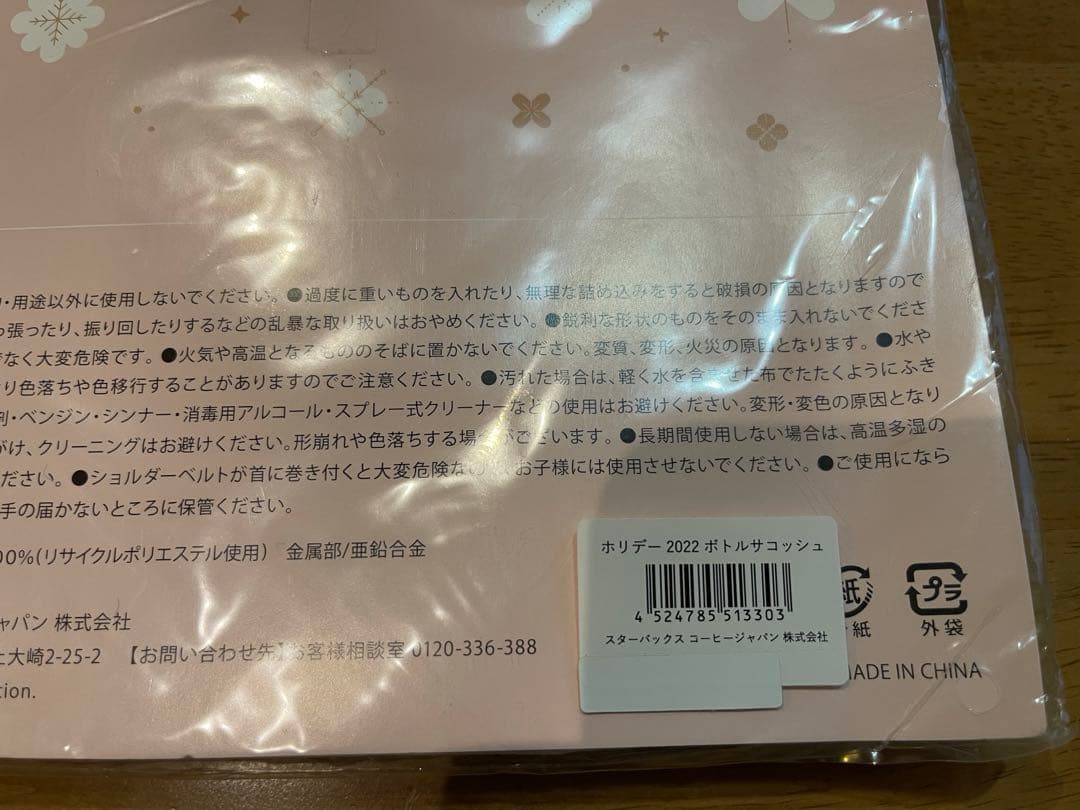 ・用途以外に使用しないでください。●過度に重いものを入れたり、無理な詰め込みをすると破損の原因となりますので
っ張ったり、振り回したりするなどの乱暴な取り扱いはおやめください。●鋭利な形状のものをそのまま入れないでくださ
でなく大変危険です。●火気や高温となるもののそばに置かないでください。変質、変形、火災の原因となります。●水や
り色落ちや色移行することがありますのでご注意ください。●汚れた場合は、軽く水を含ませた布でたたくようにふき
剤・ベンジン・シンナー・消毒用アルコール・スプレー式クリーナーなどの使用はお避けください。変形・変色の原因となり
がけ、クリーニングはお避けください。形崩れや色落ちする場合がございます。●長期間使用しない場合は、高温多湿の
ださい。●ショルダーベルトが首に巻き付くと大変危険なので、お子様には使用させないでください。●ご使用になら
手の届かないところに保管ください。
00%(リサイクルポリエステル使用) 金属部/亜鉛合金
ジャパン 株式会社
上大崎2-25-2 【お問い合わせ先】お客様相談室 0120-336-388
tion.
ホリデー 2022 ボトルサコッシュ
4 524785 513303
スターバックス コーヒージャパン 株式会社
紙
紙
プラ
外袋
MADE IN CHINA